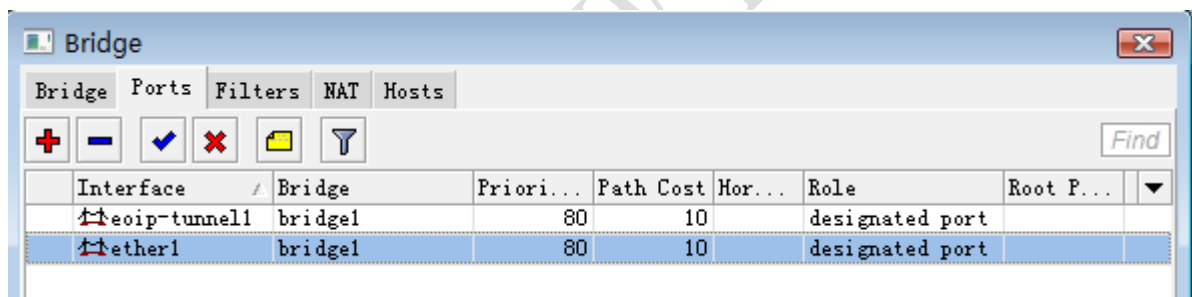 Bridge
Bridge Ports Filters NAT Hosts
Find
Interface Bridge Priori... Path Cost Hor... Role Root P...
eoip-tunnel1 bridge1 80 10 designated port
ether1 bridge1 80 10 designated port